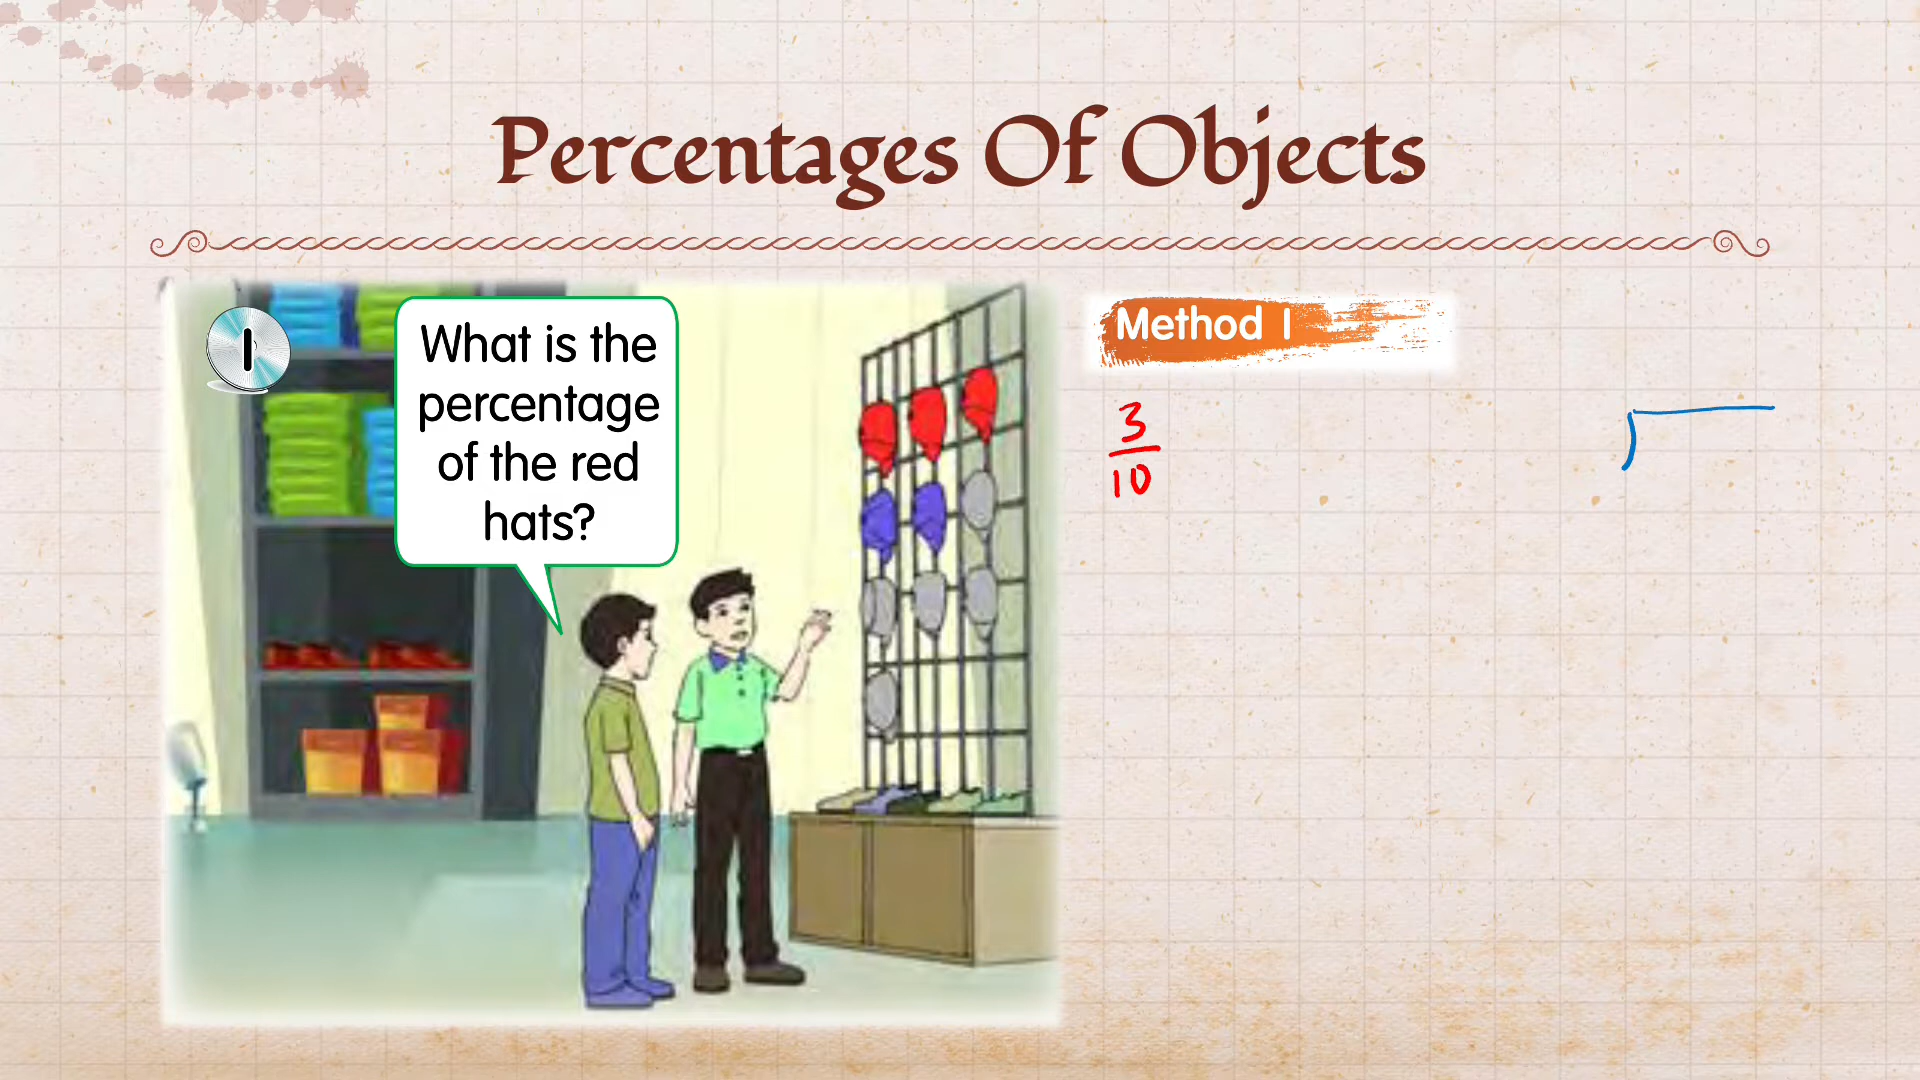 Percentages Of Objects
1
What is the
percentage
of the red
hats?
Method 1
3
10